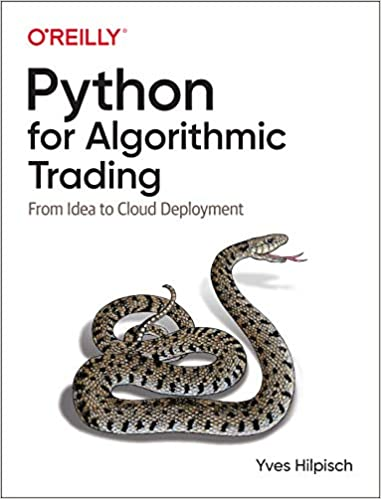 O'REILLY®
Python
for Algorithmic
Trading
From Idea to Cloud Deployment
Yves Hilpisch